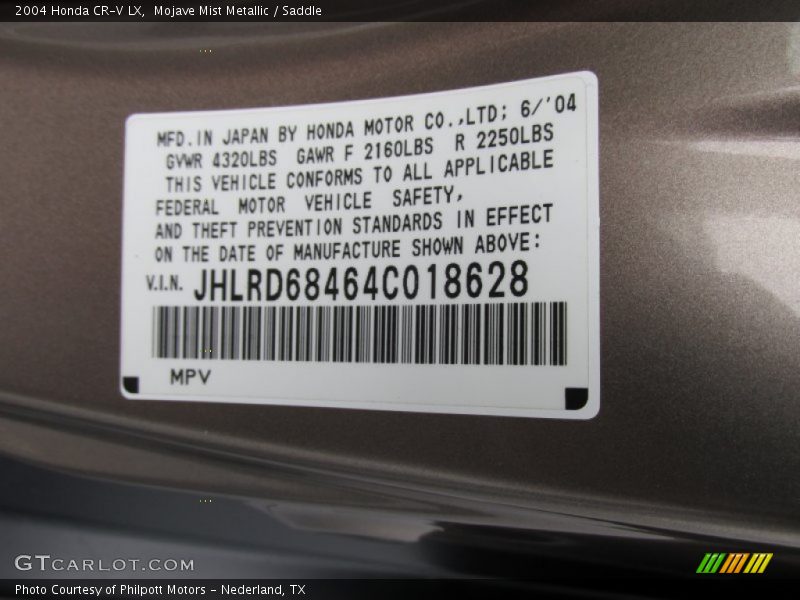 2004 Honda CR-V LX,  Mojave Mist Metallic / Saddle
MFD.IN JAPAN BY HONDA MOTOR CO.,LTD; 6/'04
GVWR 4320LBS GAWR F 2160LBS R 2250LBS
THIS VEHICLE CONFORMS TO ALL APPLICABLE
FEDERAL MOTOR VEHICLE SAFETY,
AND THEFT PREVENTION STANDARDS IN EFFECT
ON THE DATE OF MANUFACTURE SHOWN ABOVE:
V.I.N. JHLRD68464C018628
MPV
GTCARLOT.COM
Photo Courtesy of Philpott Motors - Nederland, TX